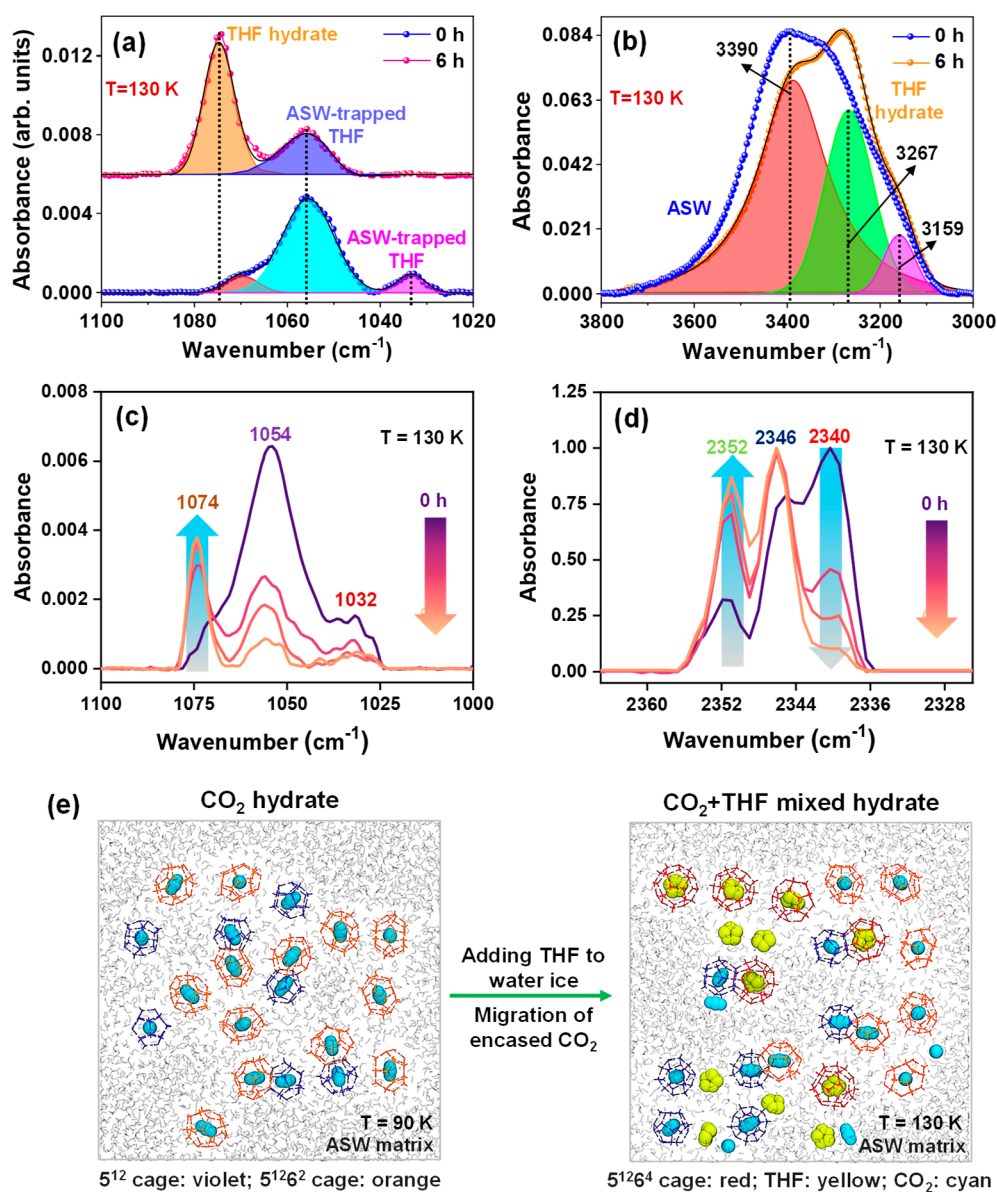 (a)
THF hydrate
0 h
6 h
T=130 K
ASW-trapped
THF
ASW-trapped
THF
Absorbance (arb. units)
0.012
0.008
0.004
0.000
1100 1080 1060 1040 1020
Wavenumber (cm⁻¹)
(b)
3390
0 h
6 h
T=130 K
THF
hydrate
3267
ASW
3159
Absorbance
0.084
0.063
0.042
0.021
0.000
3800 3600 3400 3200 3000
Wavenumber (cm⁻¹)
(c)
1054
T = 130 K
1074
0 h
1032
Absorbance
0.008
0.006
0.004
0.002
0.000
1100 1075 1050 1025 1000
Wavenumber (cm⁻¹)
(d)
2352 2346 2340
T = 130 K
0 h
Absorbance
1.25
1.00
0.75
0.50
0.25
0.00
2360 2352 2344 2336 2328
Wavenumber (cm⁻¹)
(e)
CO₂ hydrate
T = 90 K
ASW matrix
5¹² cage: violet; 5¹²6² cage: orange
Adding THF to
water ice
Migration of
encased CO₂
CO₂+THF mixed hydrate
T = 130 K
ASW matrix
5¹²6⁴ cage: red; THF: yellow; CO₂: cyan